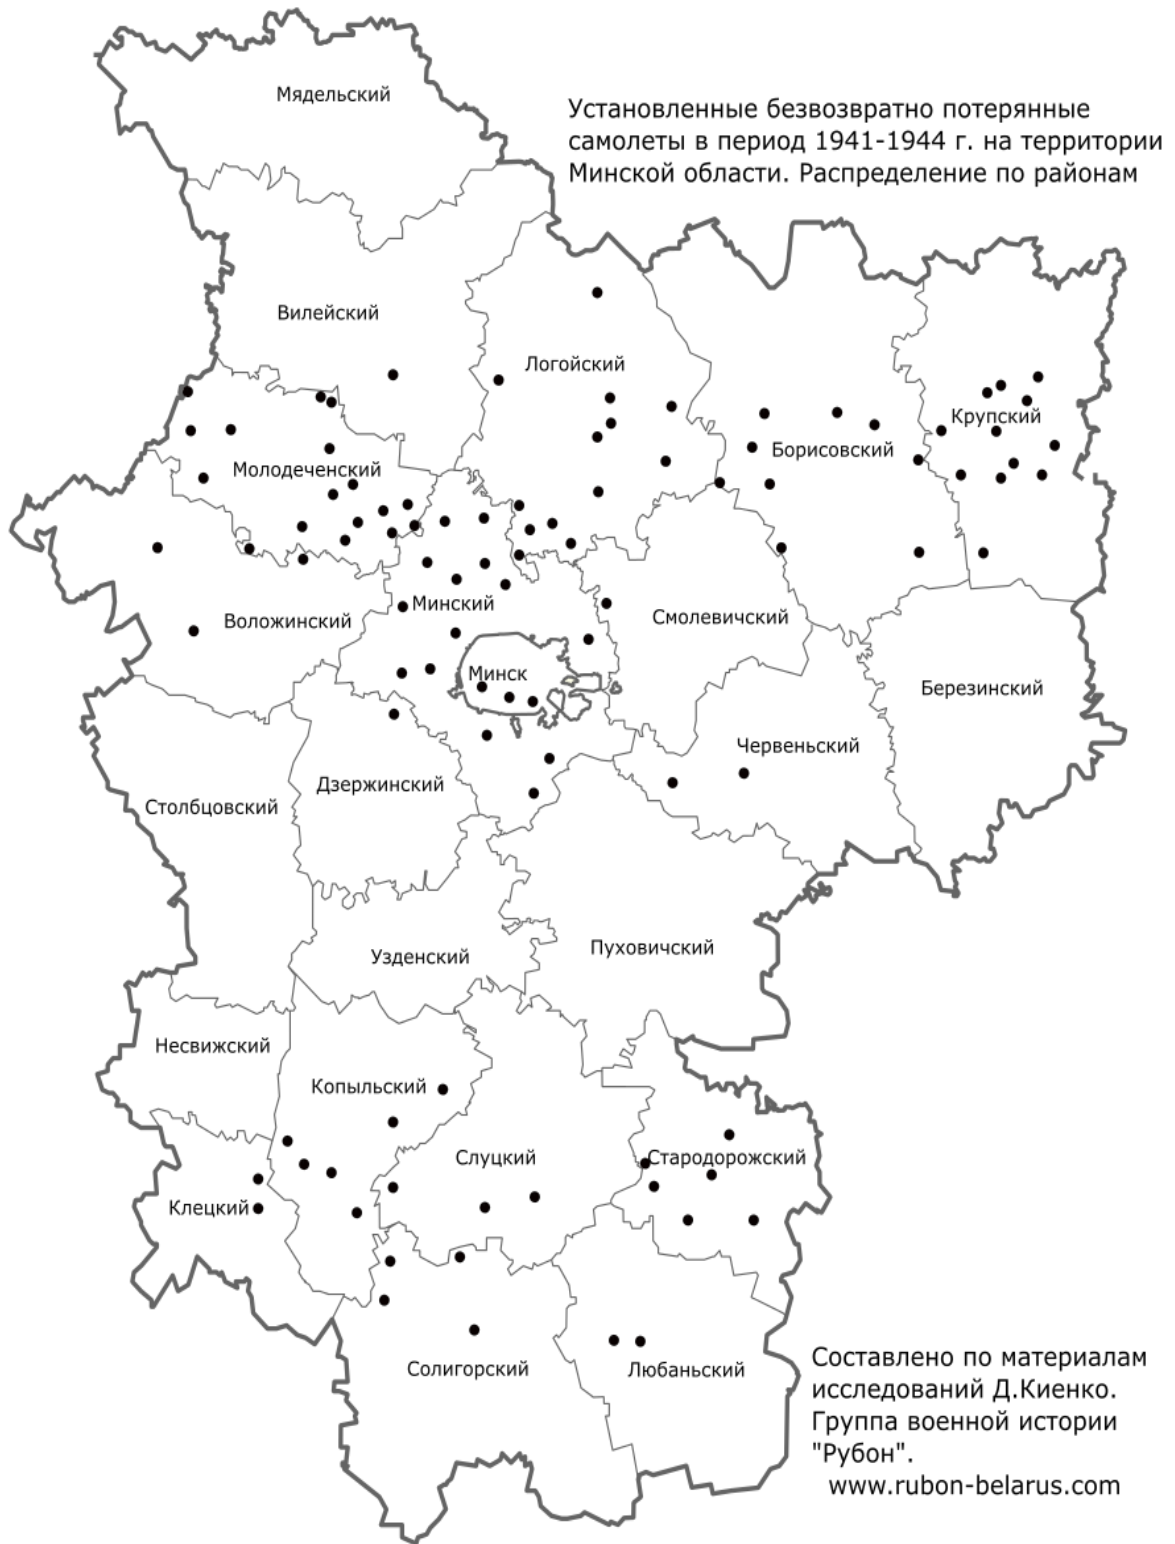 Мядельский
Установленные безвозвратно потерянные
самолеты в период 1941-1944 г. на территории
Минской области. Распределение по районам
Вилейский
Логойский
Крупский
Борисовский
Молодеченский
Минский
Смолевичский
Воложинский
Минск
Березинский
Червеньский
Дзержинский
Столбцовский
Пуховичский
Узденский
Несвижский
Копыльский
Слуцкий
Стародорожский
Клецкий
Солигорский
Любаньский
Составлено по материалам
исследований Д.Киенко.
Группа военной истории
"Рубон".
www.rubon-belarus.com